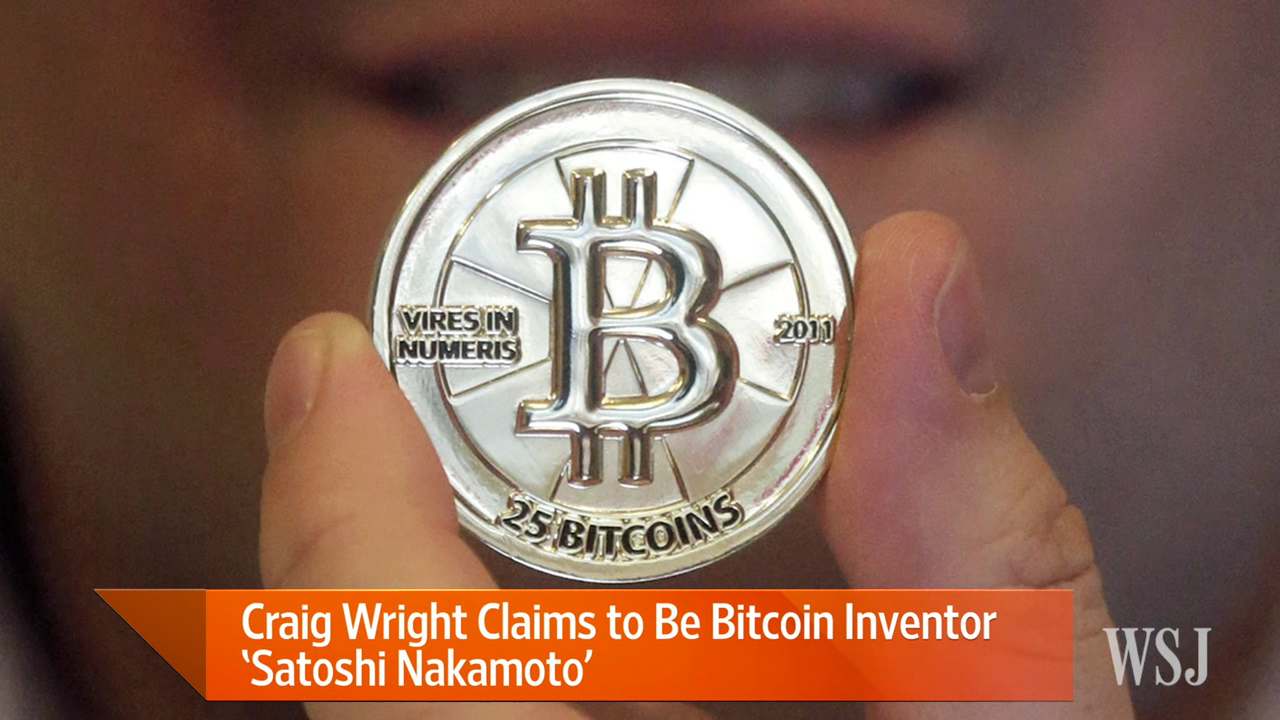 VIRES IN
NUMERIS
2011
25 BITCOINS
Craig Wright Claims to Be Bitcoin Inventor
‘Satoshi Nakamoto’
WSJ